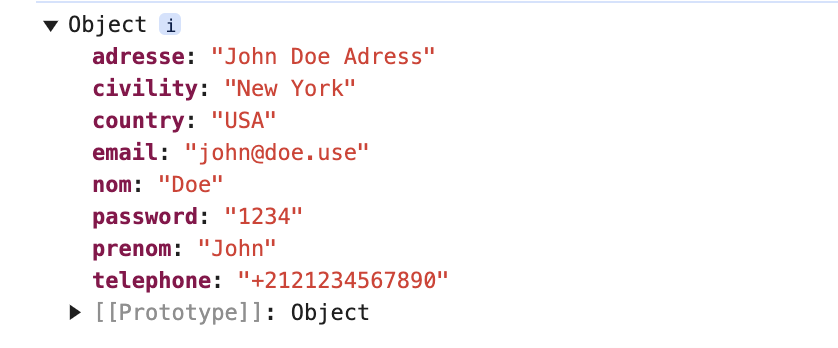 ▼ Object i
adresse: "John Doe Adress"
civility: "New York"
country: "USA"
email: "john@doe.use"
nom: "Doe"
password: "1234"
prenom: "John"
telephone: "+2121234567890"
▶ [[Prototype]]: Object